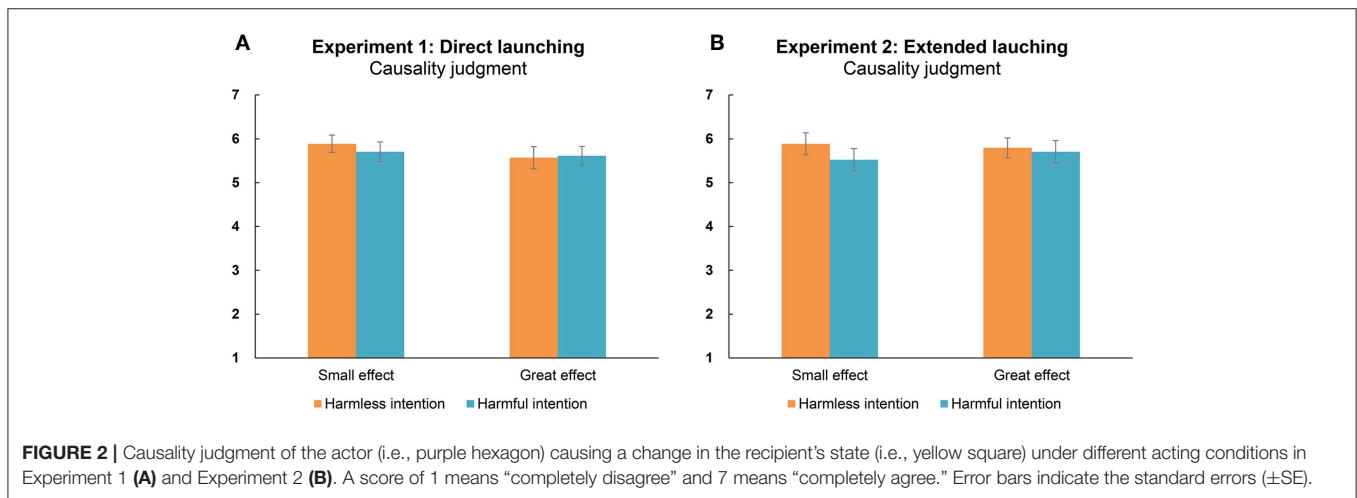 A
Experiment 1: Direct launching
Causality judgment
7
6
5
4
3
2
1
Small effect
Great effect
Harmless intention
Harmful intention
B
Experiment 2: Extended lauching
Causality judgment
7
6
5
4
3
2
1
Small effect
Great effect
Harmless intention
Harmful intention
FIGURE 2 | Causality judgment of the actor (i.e., purple hexagon) causing a change in the recipient's state (i.e., yellow square) under different acting conditions in
Experiment 1 (A) and Experiment 2 (B). A score of 1 means “completely disagree” and 7 means “completely agree.” Error bars indicate the standard errors (±SE).